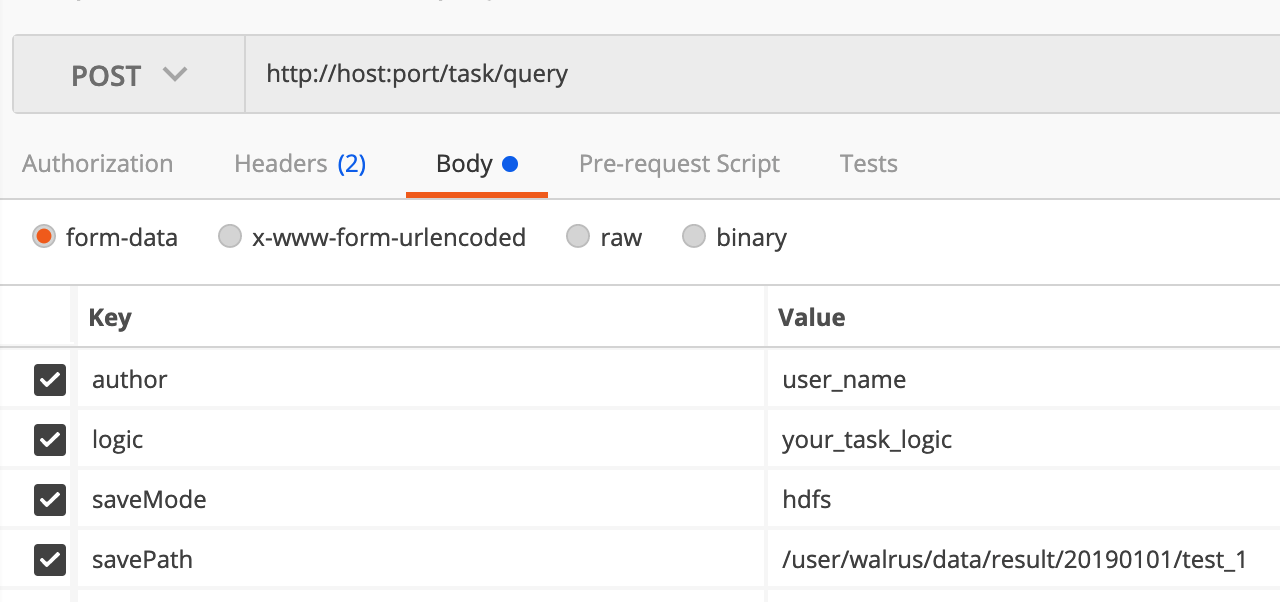 POST http://host:port/task/query
Authorization Headers (2) Body Pre-request Script Tests
form-data x-www-form-urlencoded raw binary
Key Value
author user_name
logic your_task_logic
saveMode hdfs
savePath /user/walrus/data/result/20190101/test_1